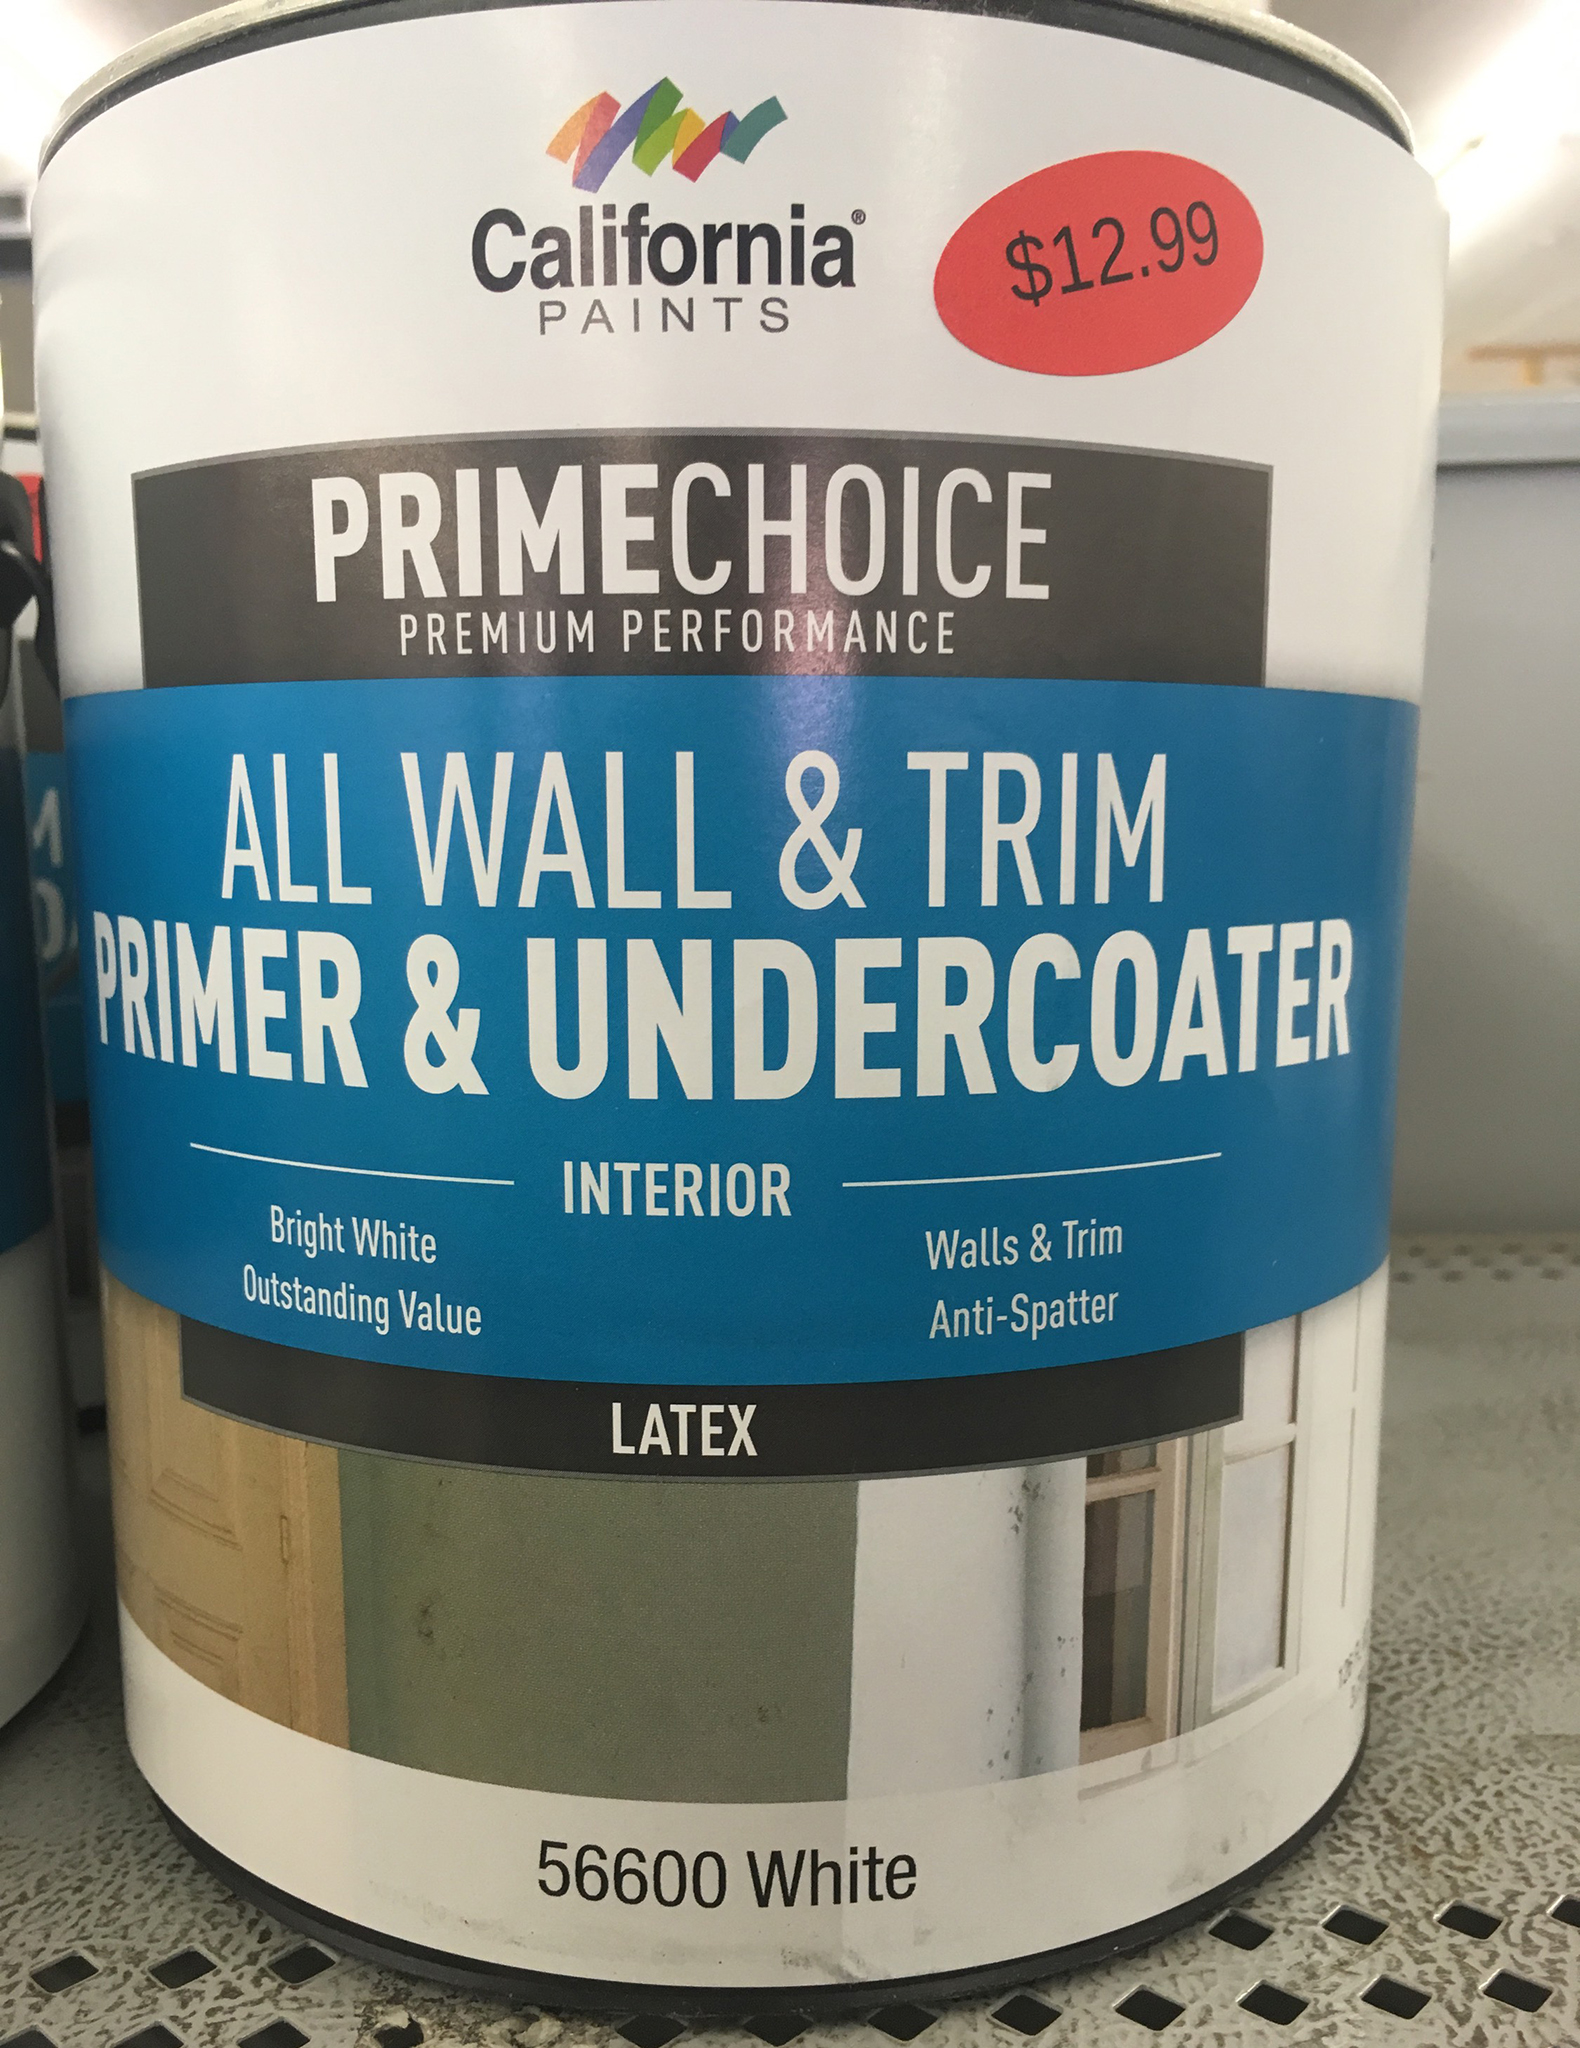 California®
PAINTS
$12.99
PRIMECHOICE
PREMIUM PERFORMANCE
ALL WALL & TRIM
PRIMER & UNDERCOATER
INTERIOR
Bright White
Outstanding Value
Walls & Trim
Anti-Spatter
LATEX
56600 White